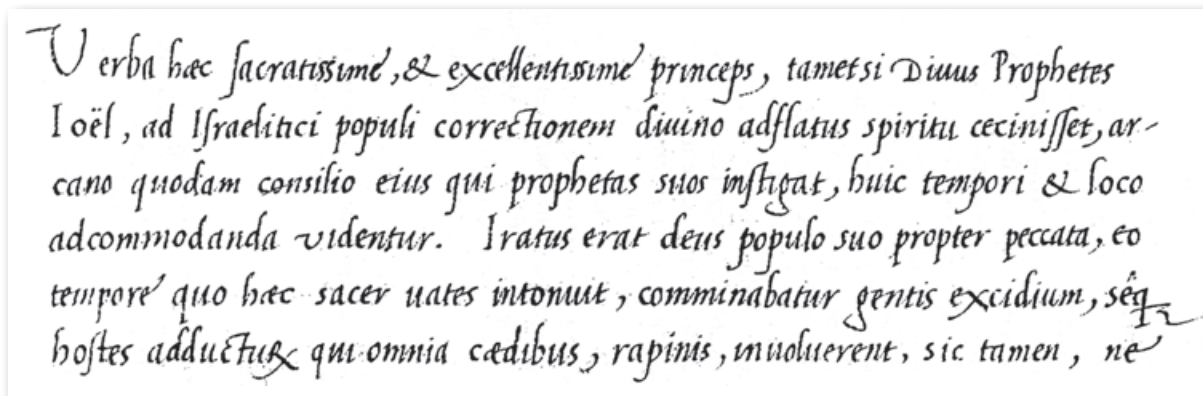 Verba hæc sacratissime, & excellentissime princeps, tametsi Diuus Prophetes
Ioël, ad Israelitici populi correctionem diuino adflatus spiritu cecinisset, ar-
cano quodam consilio eius qui prophetas suos instigat, huic tempori & loco
adcommodanda videntur. Iratus erat deus populo suo propter peccata, eo
tempore quo hæc sacer uates intonuit, comminabatur gentis excidium, sêq;
hostes adductuꝝ qui omnia cædibus, rapinis, inuoluerent, sic tamen, ne